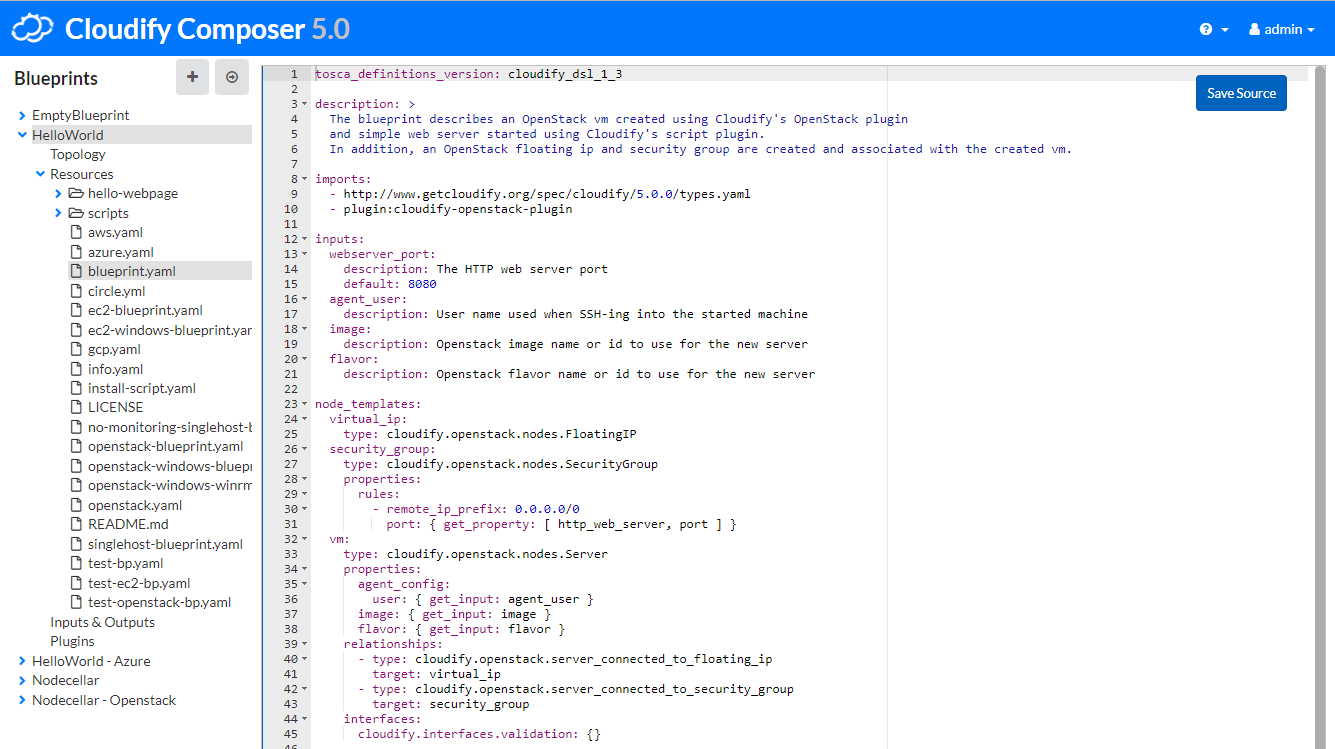 Cloudify Composer 5.0
admin
Blueprints
EmptyBlueprint
HelloWorld
Topology
Resources
hello-webpage
scripts
aws.yaml
azure.yaml
blueprint.yaml
circle.yml
ec2-blueprint.yaml
ec2-windows-blueprint.yar
gcp.yaml
info.yaml
install-script.yaml
LICENSE
no-monitoring-singlehost-b
openstack-blueprint.yaml
openstack-windows-bluepr
openstack-windows-winrm
openstack.yaml
README.md
singlehost-blueprint.yaml
test-bp.yaml
test-ec2-bp.yaml
test-openstack-bp.yaml
Inputs & Outputs
Plugins
HelloWorld - Azure
Nodecellar
Nodecellar - Openstack
Save Source
1 tosca_definitions_version: cloudify_dsl_1_3
2
3 description: >
4 The blueprint describes an OpenStack vm created using Cloudify's OpenStack plugin
5 and simple web server started using Cloudify's script plugin.
6 In addition, an OpenStack floating ip and security group are created and associated with the created vm.
7
8 imports:
9 - http://www.getcloudify.org/spec/cloudify/5.0.0/types.yaml
10 - plugin:cloudify-openstack-plugin
11
12 inputs:
13 webserver_port:
14 description: The HTTP web server port
15 default: 8080
16 agent_user:
17 description: User name used when SSH-ing into the started machine
18 image:
19 description: Openstack image name or id to use for the new server
20 flavor:
21 description: Openstack flavor name or id to use for the new server
22
23 node_templates:
24 virtual_ip:
25 type: cloudify.openstack.nodes.FloatingIP
26 security_group:
27 type: cloudify.openstack.nodes.SecurityGroup
28 properties:
29 rules:
30 - remote_ip_prefix: 0.0.0.0/0
31 port: { get_property: [ http_web_server, port ] }
32 vm:
33 type: cloudify.openstack.nodes.Server
34 properties:
35 agent_config:
36 user: { get_input: agent_user }
37 image: { get_input: image }
38 flavor: { get_input: flavor }
39 relationships:
40 - type: cloudify.openstack.server_connected_to_floating_ip
41 target: virtual_ip
42 - type: cloudify.openstack.server_connected_to_security_group
43 target: security_group
44 interfaces:
45 cloudify.interfaces.validation: {}
46